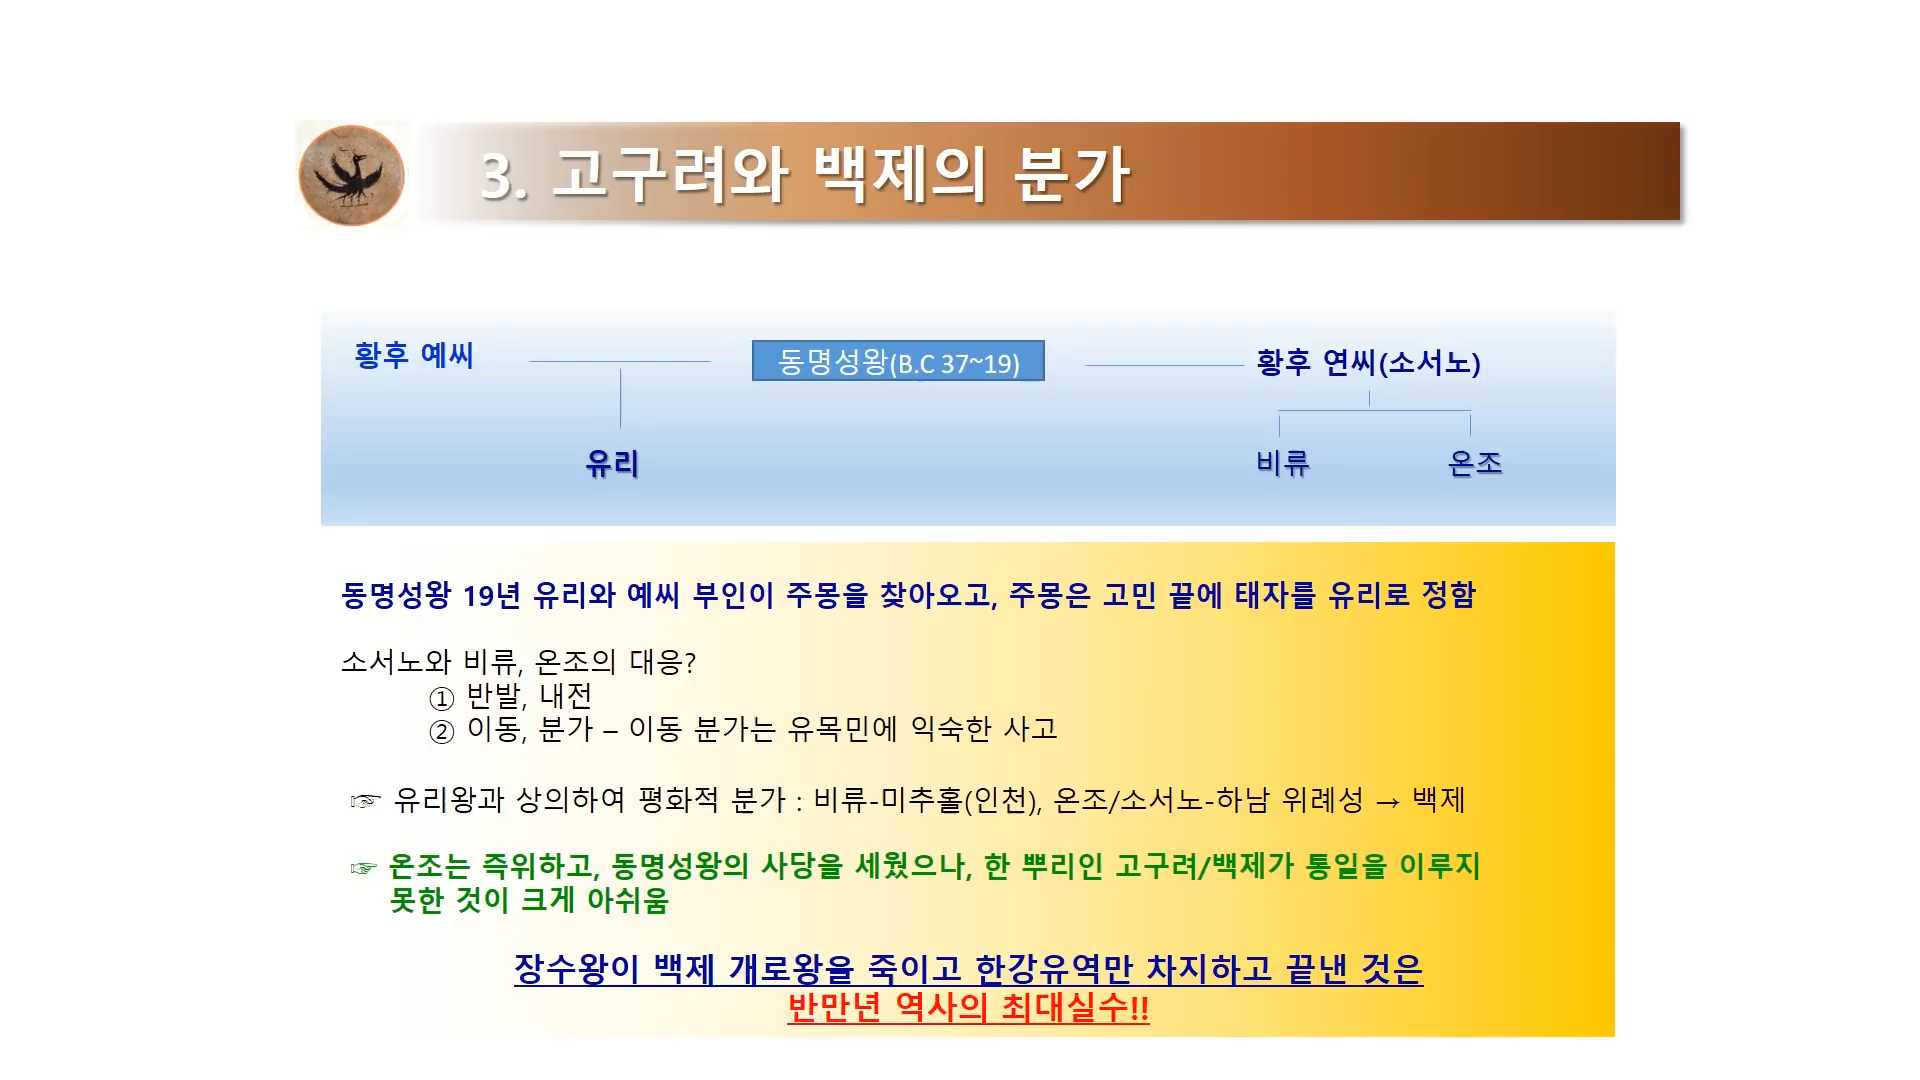 3. 고구려와 백제의 분가
황후 예씨
동명성왕(B.C 37~19)
황후 연씨(소서노)
유리
비류
온조
동명성왕 19년 유리와 예씨 부인이 주몽을 찾아오고, 주몽은 고민 끝에 태자를 유리로 정함
소서노와 비류, 온조의 대응?
① 반발, 내전
② 이동, 분가 – 이동 분가는 유목민에 익숙한 사고
☞ 유리왕과 상의하여 평화적 분가 : 비류-미추홀(인천), 온조/소서노-하남 위례성 → 백제
☞ 온조는 즉위하고, 동명성왕의 사당을 세웠으나, 한 뿌리인 고구려/백제가 통일을 이루지
못한 것이 크게 아쉬움
장수왕이 백제 개로왕을 죽이고 한강유역만 차지하고 끝낸 것은
반만년 역사의 최대실수!!